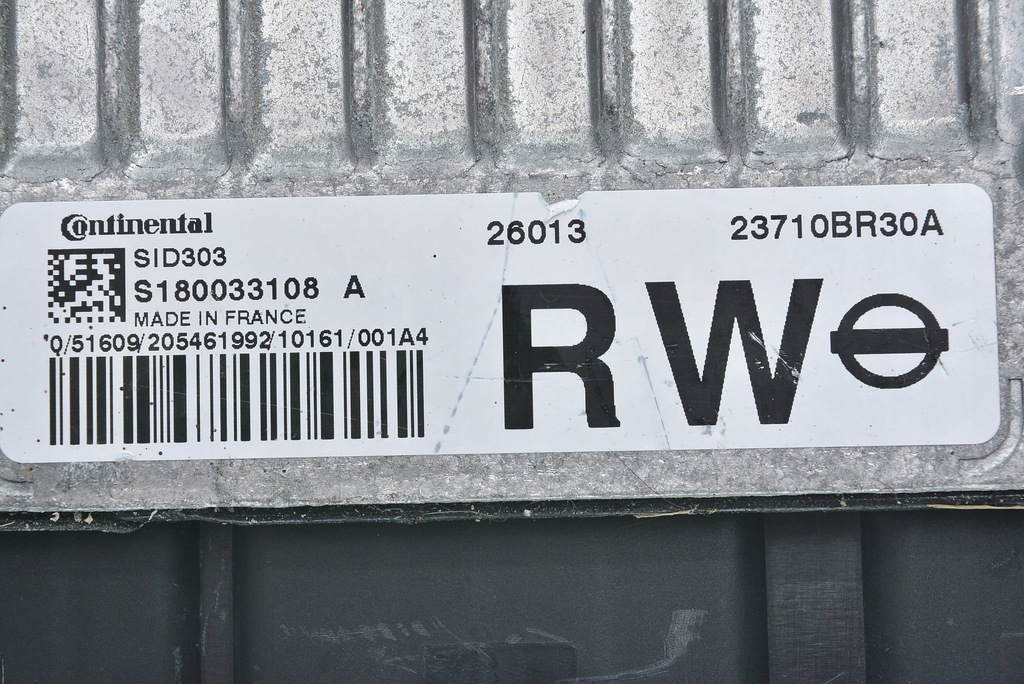 Continental
SID303
S180033108 A
MADE IN FRANCE
0/51609/205461992/10161/001A4
26013
23710BR30A
RW